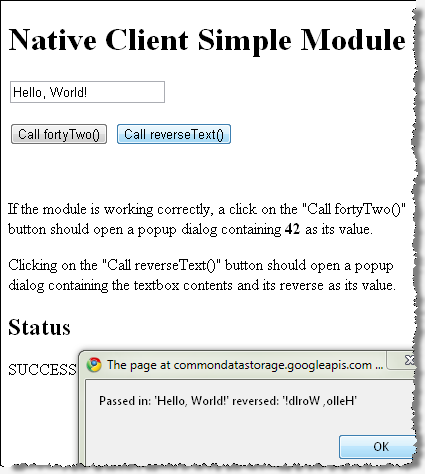 Native Client Simple Module
Hello, World!
Call fortyTwo() Call reverseText()
If the module is working correctly, a click on the "Call fortyTwo()"
button should open a popup dialog containing 42 as its value.
Clicking on the "Call reverseText()" button should open a popup
dialog containing the textbox contents and its reverse as its value.
Status
SUCCESS
The page at commondatastorage.googleapis.com ...
Passed in: 'Hello, World!' reversed: '!dlroW ,olleH'
OK